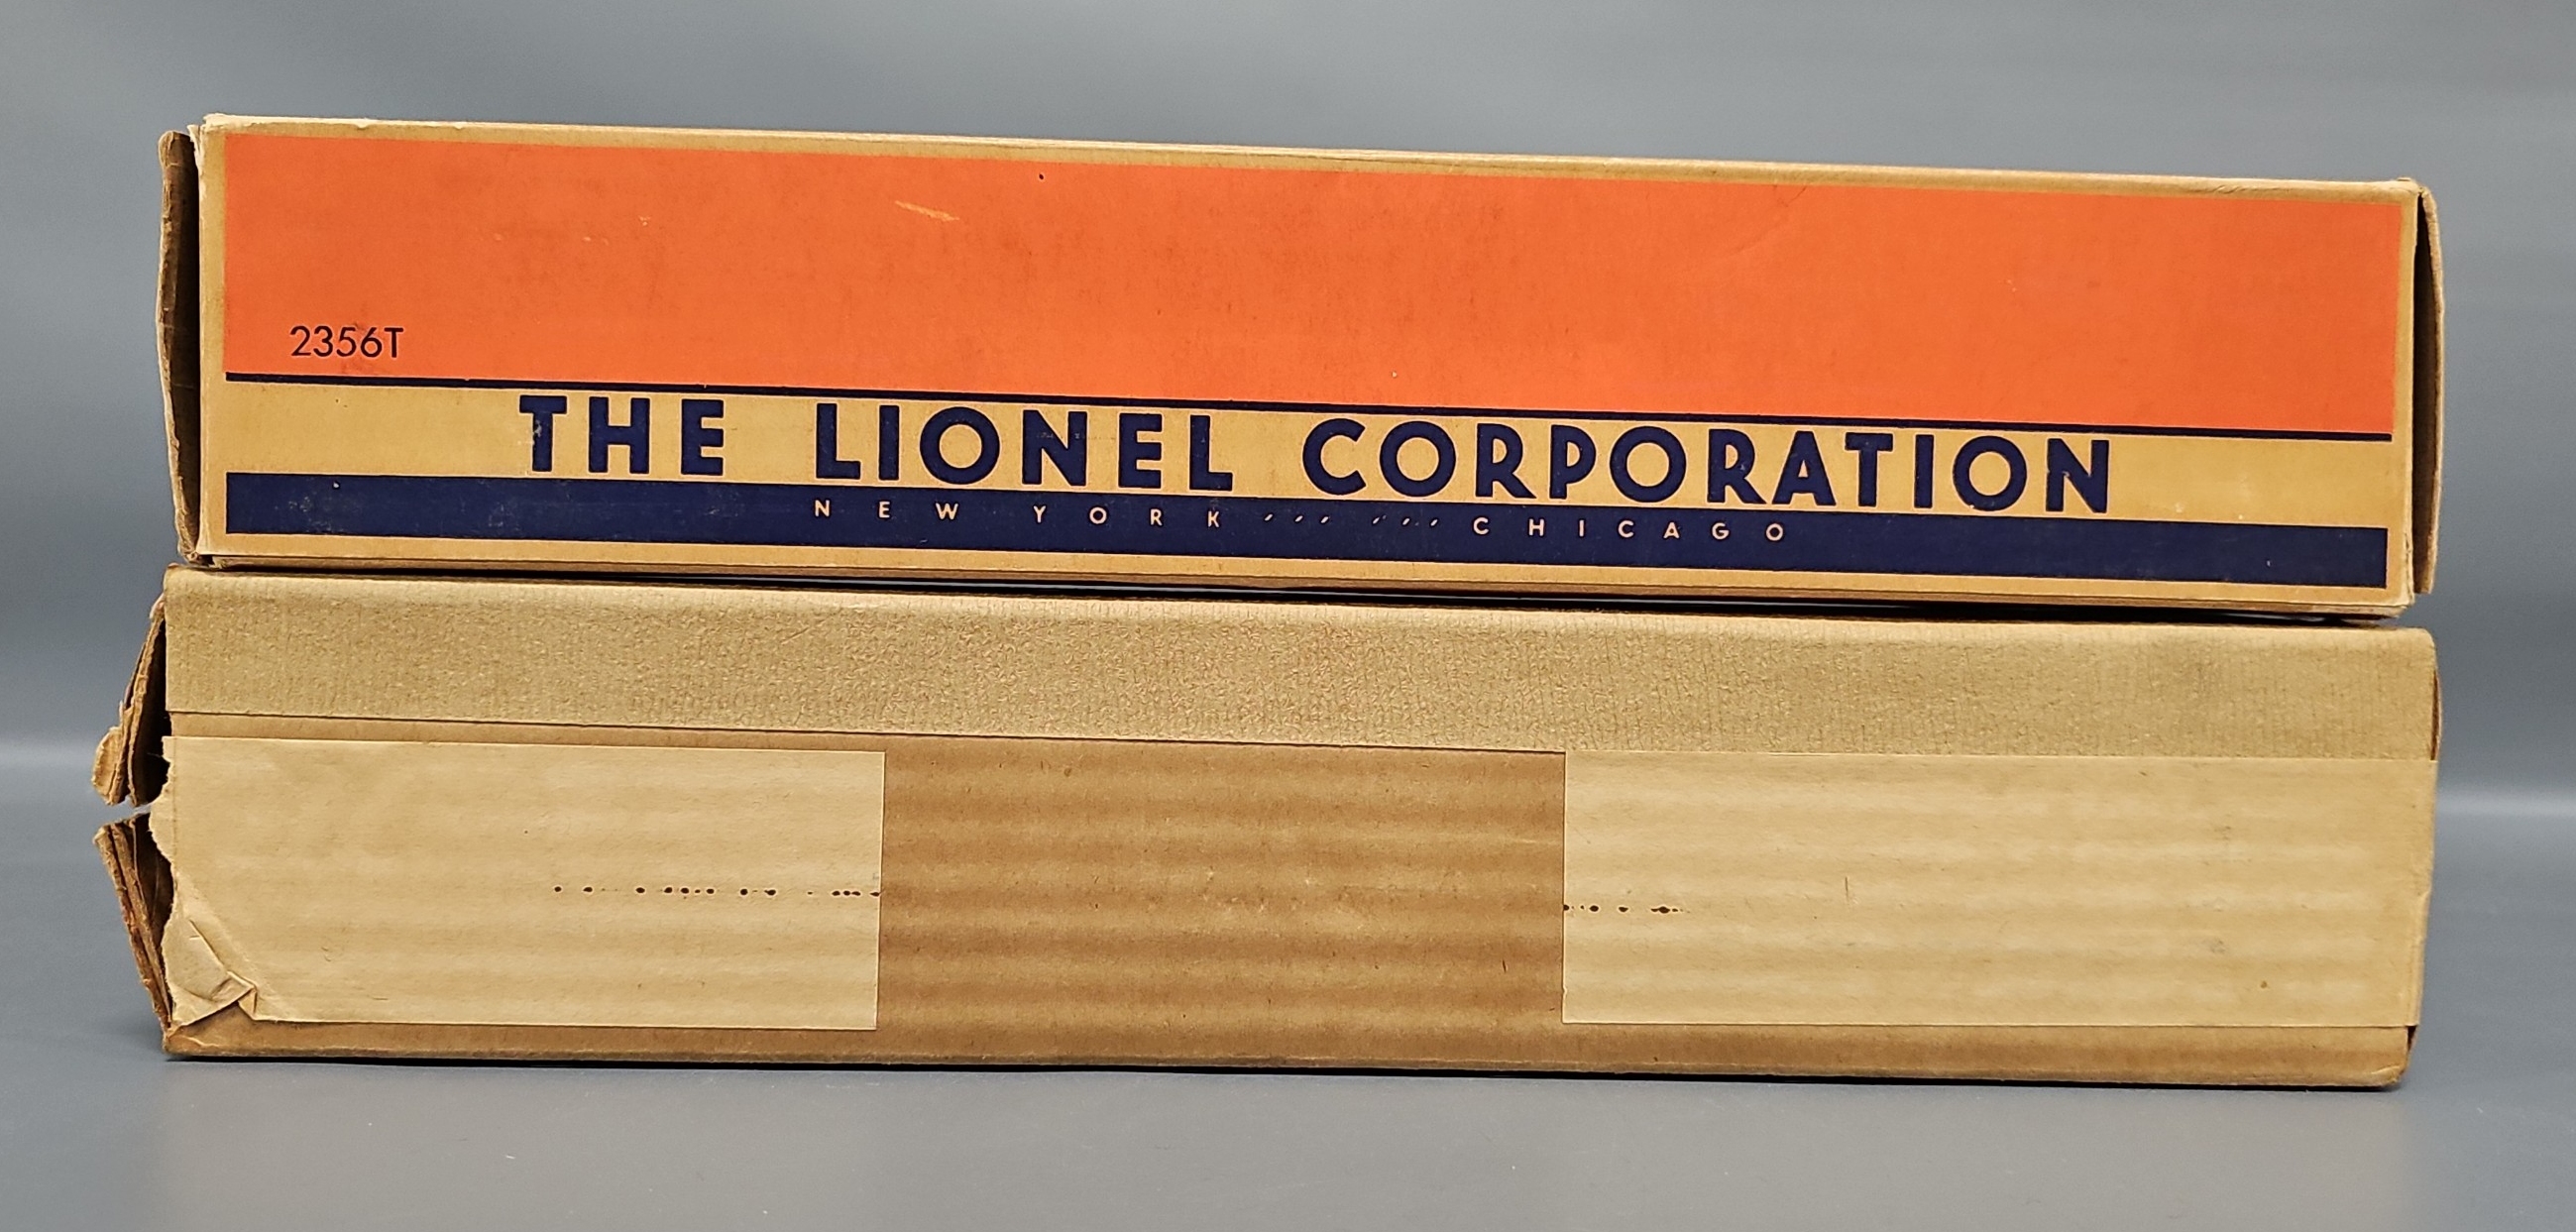 2356T
THE LIONEL CORPORATION
NEW YORK ,,, ,,,, CHICAGO